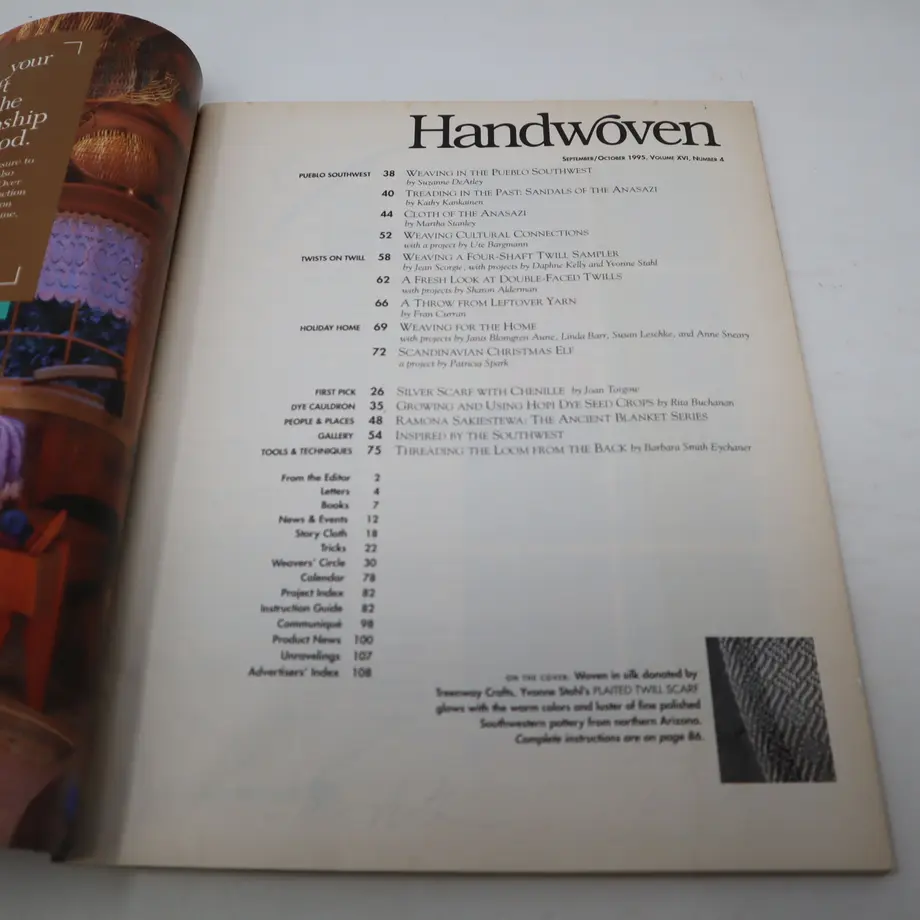 your
he
ship
od.
sure to
lso
Over
ction
on
me.
Handwoven
September/October 1995, Volume XVI, Number 4
PUEBLO SOUTHWEST 38 Weaving in the Pueblo Southwest
by Suzanne DeAtley
40 Treading in the Past: Sandals of the Anasazi
by Kathy Kankainen
44 Cloth of the Anasazi
by Martha Stanley
52 Weaving Cultural Connections
with a project by Ute Bargmann
TWISTS ON TWILL 58 Weaving a Four-Shaft Twill Sampler
by Jean Scorgie, with projects by Daphne Kelly and Yvonne Stahl
62 A Fresh Look at Double-Faced Twills
with projects by Sharon Alderman
66 A Throw from Leftover Yarn
by Fran Curran
HOLIDAY HOME 69 Weaving for the Home
with projects by Janis Blomgren Aune, Linda Barr, Susan Leschke, and Anne Sneary
72 Scandinavian Christmas Elf
a project by Patricia Spark
FIRST PICK 26 Silver Scarf with Chenille by Joan Torgow
DYE CAULDRON 35 Growing and Using Hopi Dye Seed Crops by Rita Buchanan
PEOPLE & PLACES 48 Ramona Sakiestewa: The Ancient Blanket Series
GALLERY 54 Inspired by the Southwest
TOOLS & TECHNIQUES 75 Threading the Loom from the Back by Barbara Smith Eychaner
From the Editor 2
Letters 4
Books 7
News & Events 12
Story Cloth 18
Tricks 22
Weavers' Circle 30
Calendar 78
Project Index 82
Instruction Guide 82
Communiqué 98
Product News 100
Unravelings 107
Advertisers' Index 108
ON THE COVER: Woven in silk donated by
Treenway Crafts, Yvonne Stahl's PLAITED TWILL SCARF
glows with the warm colors and luster of fine polished
Southwestern pottery from northern Arizona.
Complete instructions are on page 86.